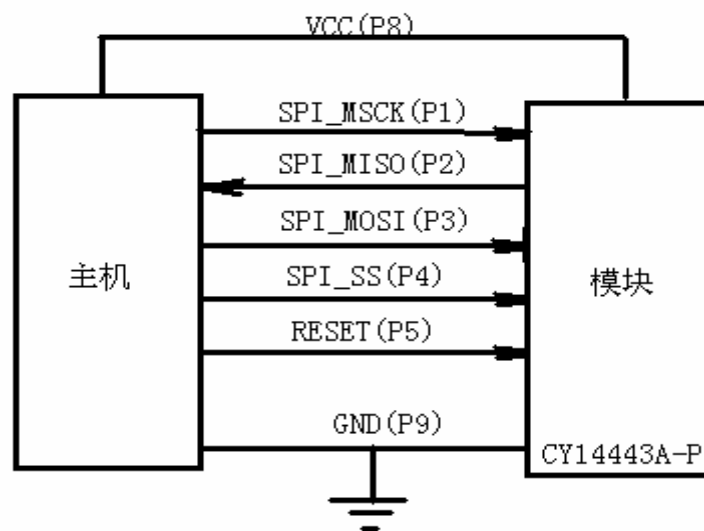 VCC(P8)
SPI_MSCK(P1)
SPI_MISO(P2)
SPI_MOSI(P3)
主机
SPI_SS(P4)
模块
RESET(P5)
GND(P9)
CY14443A-P